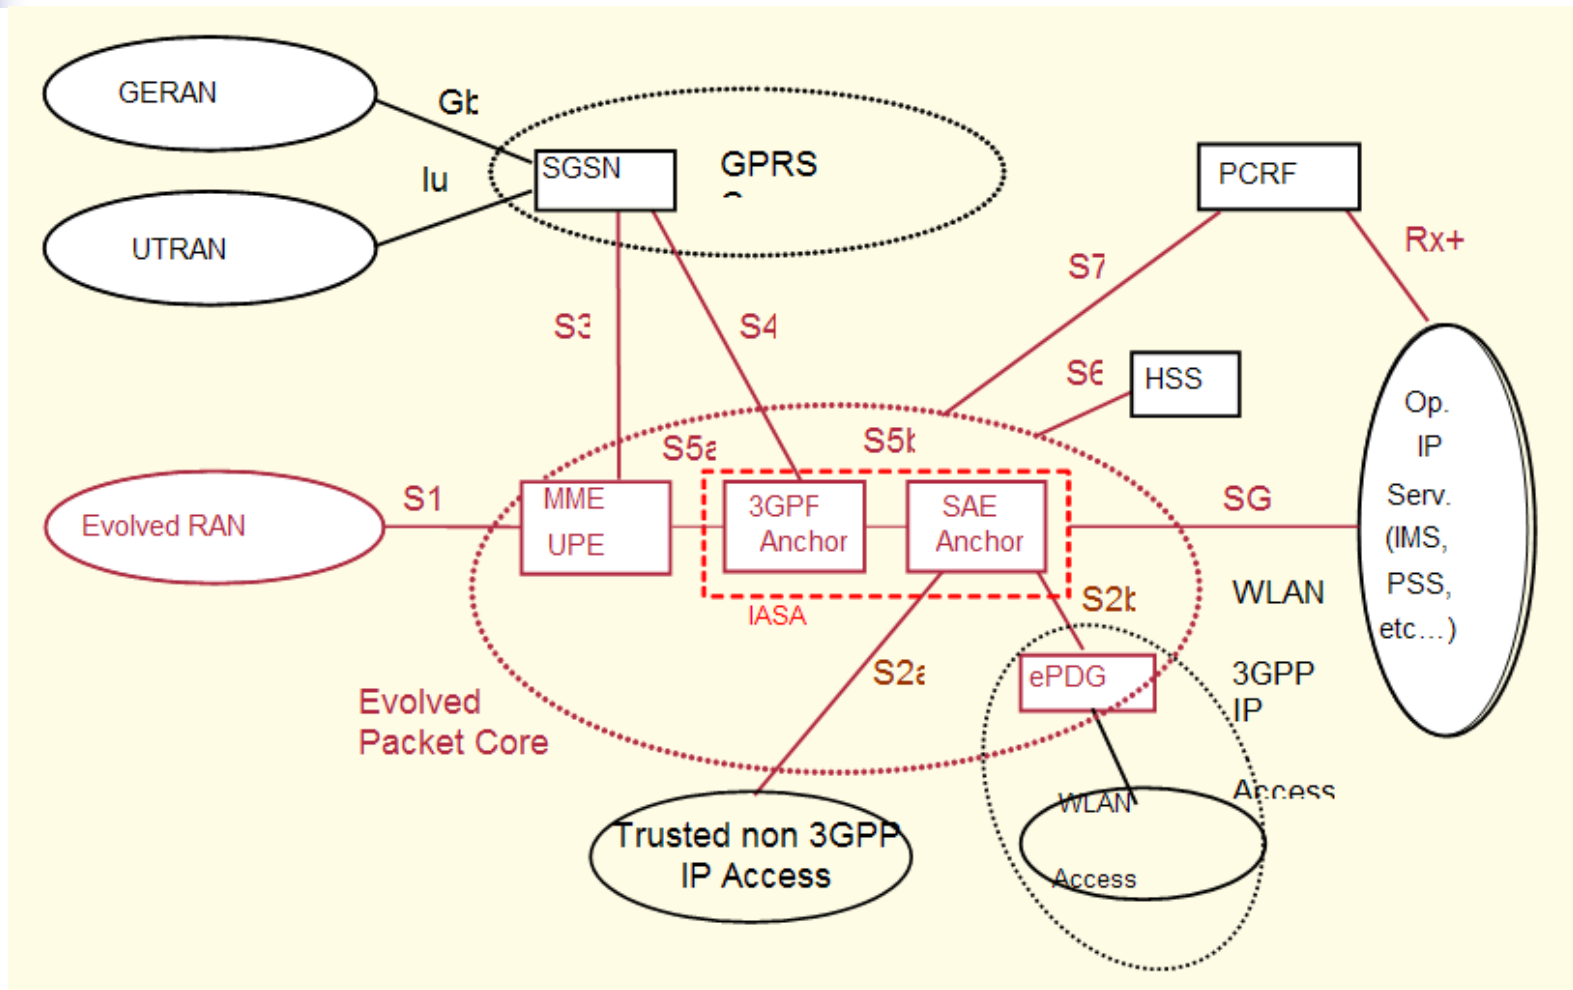 GERAN
Gb
SGSN
GPRS
Iu
UTRAN
PCRF
Rx+
S7
S3
S4
S6
HSS
Op.
IP
Serv.
(IMS,
PSS,
etc...)
S5a
S5b
S1
MME
UPE
3GPP
Anchor
SAE
Anchor
SG
Evolved RAN
IASA
S2b
WLAN
3GPP
IP
Access
S2a
ePDG
Evolved
Packet Core
WLAN
Access
Trusted non 3GPP
IP Access